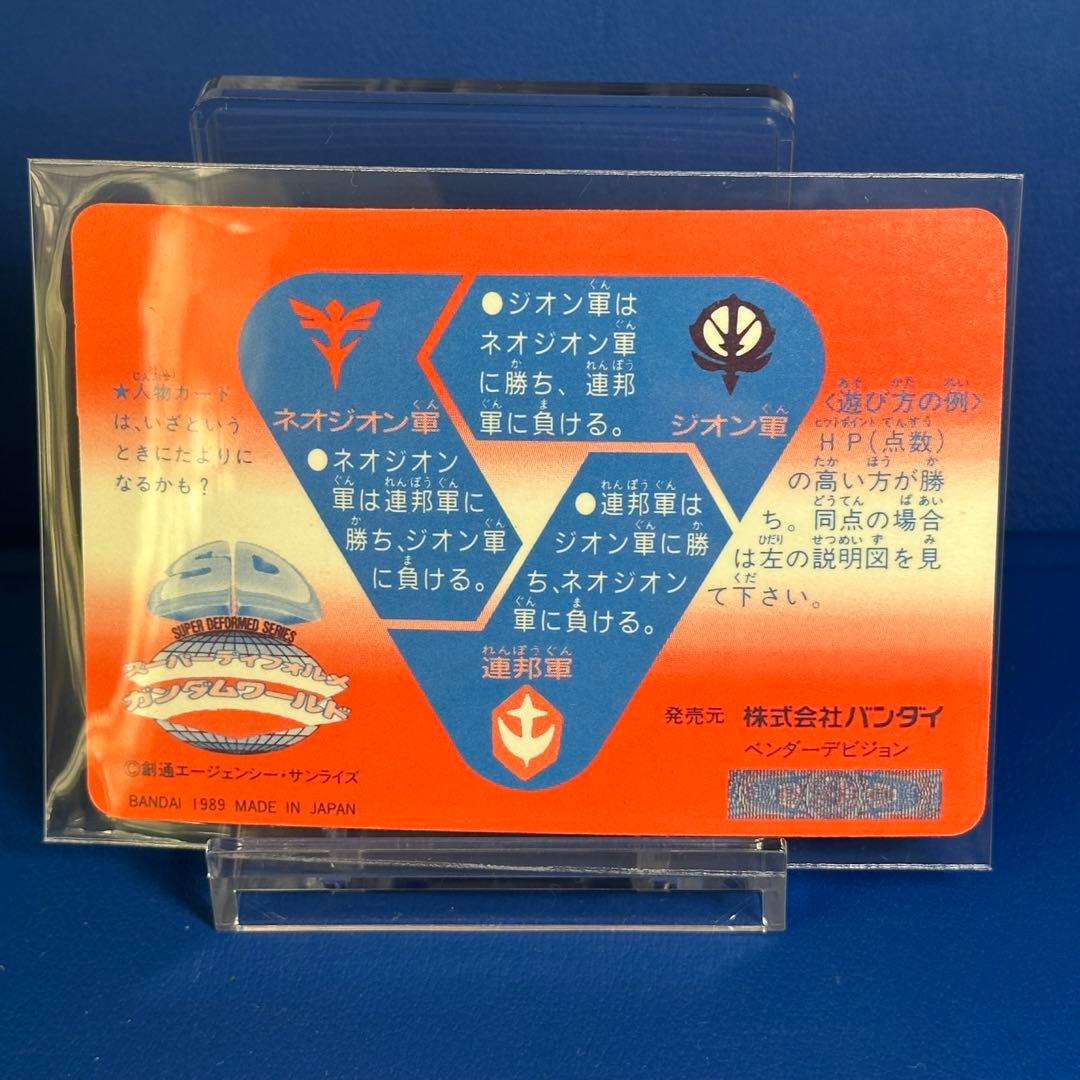 ●ジオン軍は
ネオジオン軍
に勝ち、連邦
軍に負ける。
ネオジオン軍
ジオン軍
●ネオジオン
軍は連邦軍に
勝ち、ジオン軍
に負ける。
●連邦軍は
ジオン軍に勝
ち、ネオジオン
軍に負ける。
連邦軍
★人物カード
は、いざという
ときにたよりに
なるかも?
〈遊び方の例〉
HP(点数)
の高い方が勝
ち。同点の場合
は左の説明図を見
て下さい。
SUPER DEFORMED SERIES
スーパーディフォルメ
ガンダムワールド
©創通エージェンシー・サンライズ
BANDAI 1989 MADE IN JAPAN
発売元 株式会社バンダイ
ベンダーデビジョン